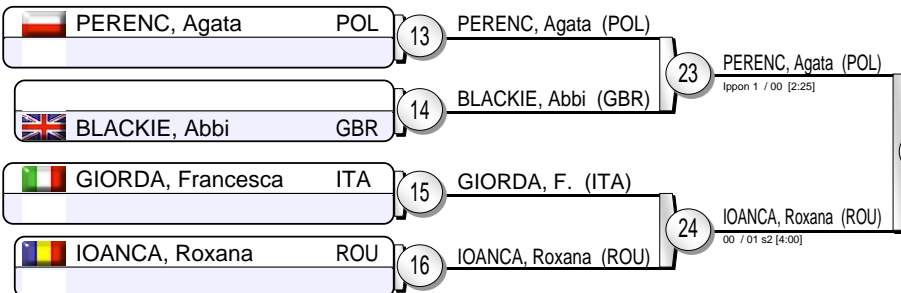 PERENC, Agata POL
13
PERENC, Agata (POL)
23
PERENC, Agata (POL)
Ippon 1 / 00 [2:25]
14
BLACKIE, Abbi (GBR)
BLACKIE, Abbi GBR
GIORDA, Francesca ITA
15
GIORDA, F. (ITA)
24
IOANCA, Roxana (ROU)
00 / 01 s2 [4:00]
IOANCA, Roxana ROU
16
IOANCA, Roxana (ROU)